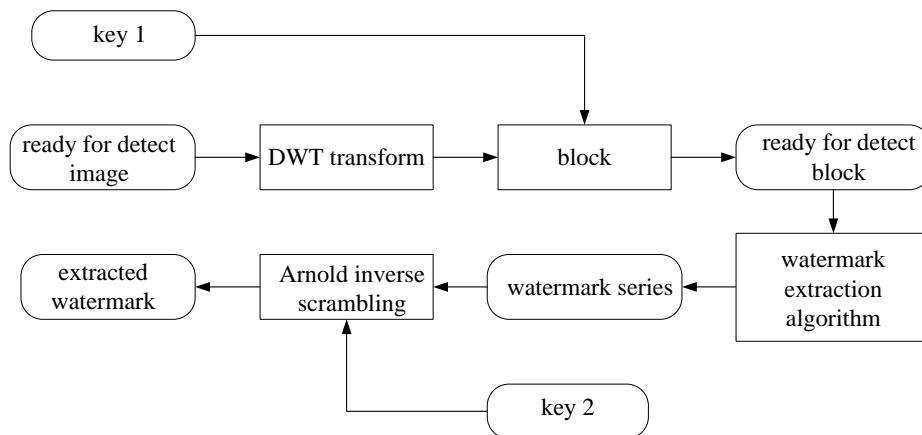 key 1
ready for detect
image
DWT transform
block
ready for detect
block
extracted
watermark
Arnold inverse
scrambling
watermark series
watermark
extraction
algorithm
key 2